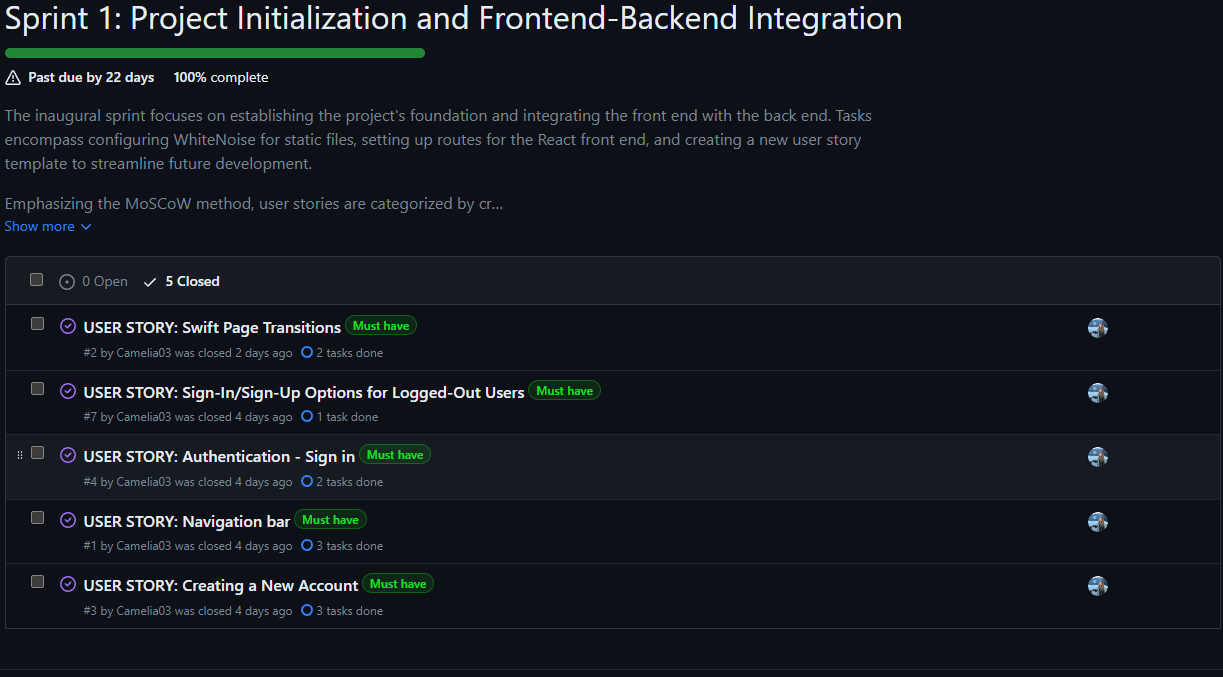 Sprint 1: Project Initialization and Frontend-Backend Integration
Past due by 22 days 100% complete
The inaugural sprint focuses on establishing the project's foundation and integrating the front end with the back end. Tasks
encompass configuring WhiteNoise for static files, setting up routes for the React front end, and creating a new user story
template to streamline future development.
Emphasizing the MoSCoW method, user stories are categorized by cr...
Show more
0 Open 5 Closed
USER STORY: Swift Page Transitions Must have
#2 by Camelia03 was closed 2 days ago 2 tasks done
USER STORY: Sign-In/Sign-Up Options for Logged-Out Users Must have
#7 by Camelia03 was closed 4 days ago 1 task done
USER STORY: Authentication - Sign in Must have
#4 by Camelia03 was closed 4 days ago 2 tasks done
USER STORY: Navigation bar Must have
#1 by Camelia03 was closed 4 days ago 3 tasks done
USER STORY: Creating a New Account Must have
#3 by Camelia03 was closed 4 days ago 3 tasks done